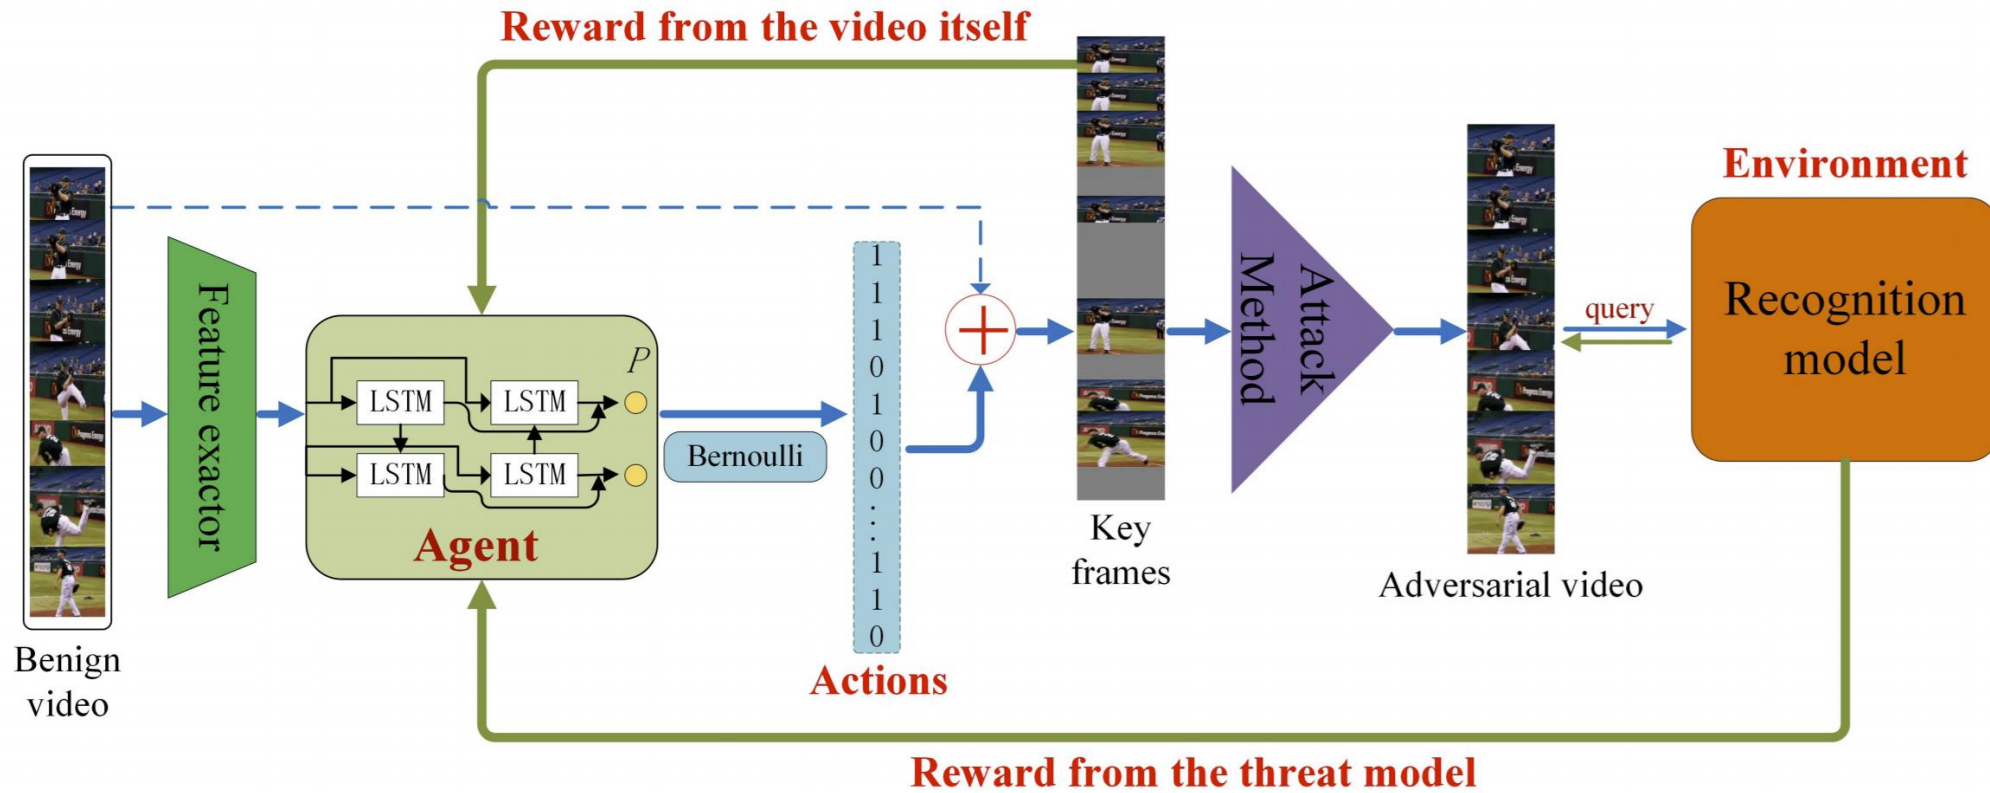 Reward from the video itself
Benign
video
Feature exactor
LSTM
LSTM
LSTM
LSTM
P
Agent
Bernoulli
1
1
1
0
1
0
0
...
1
1
0
Actions
Key
frames
Attack
Method
Adversarial video
query
Environment
Recognition
model
Reward from the threat model